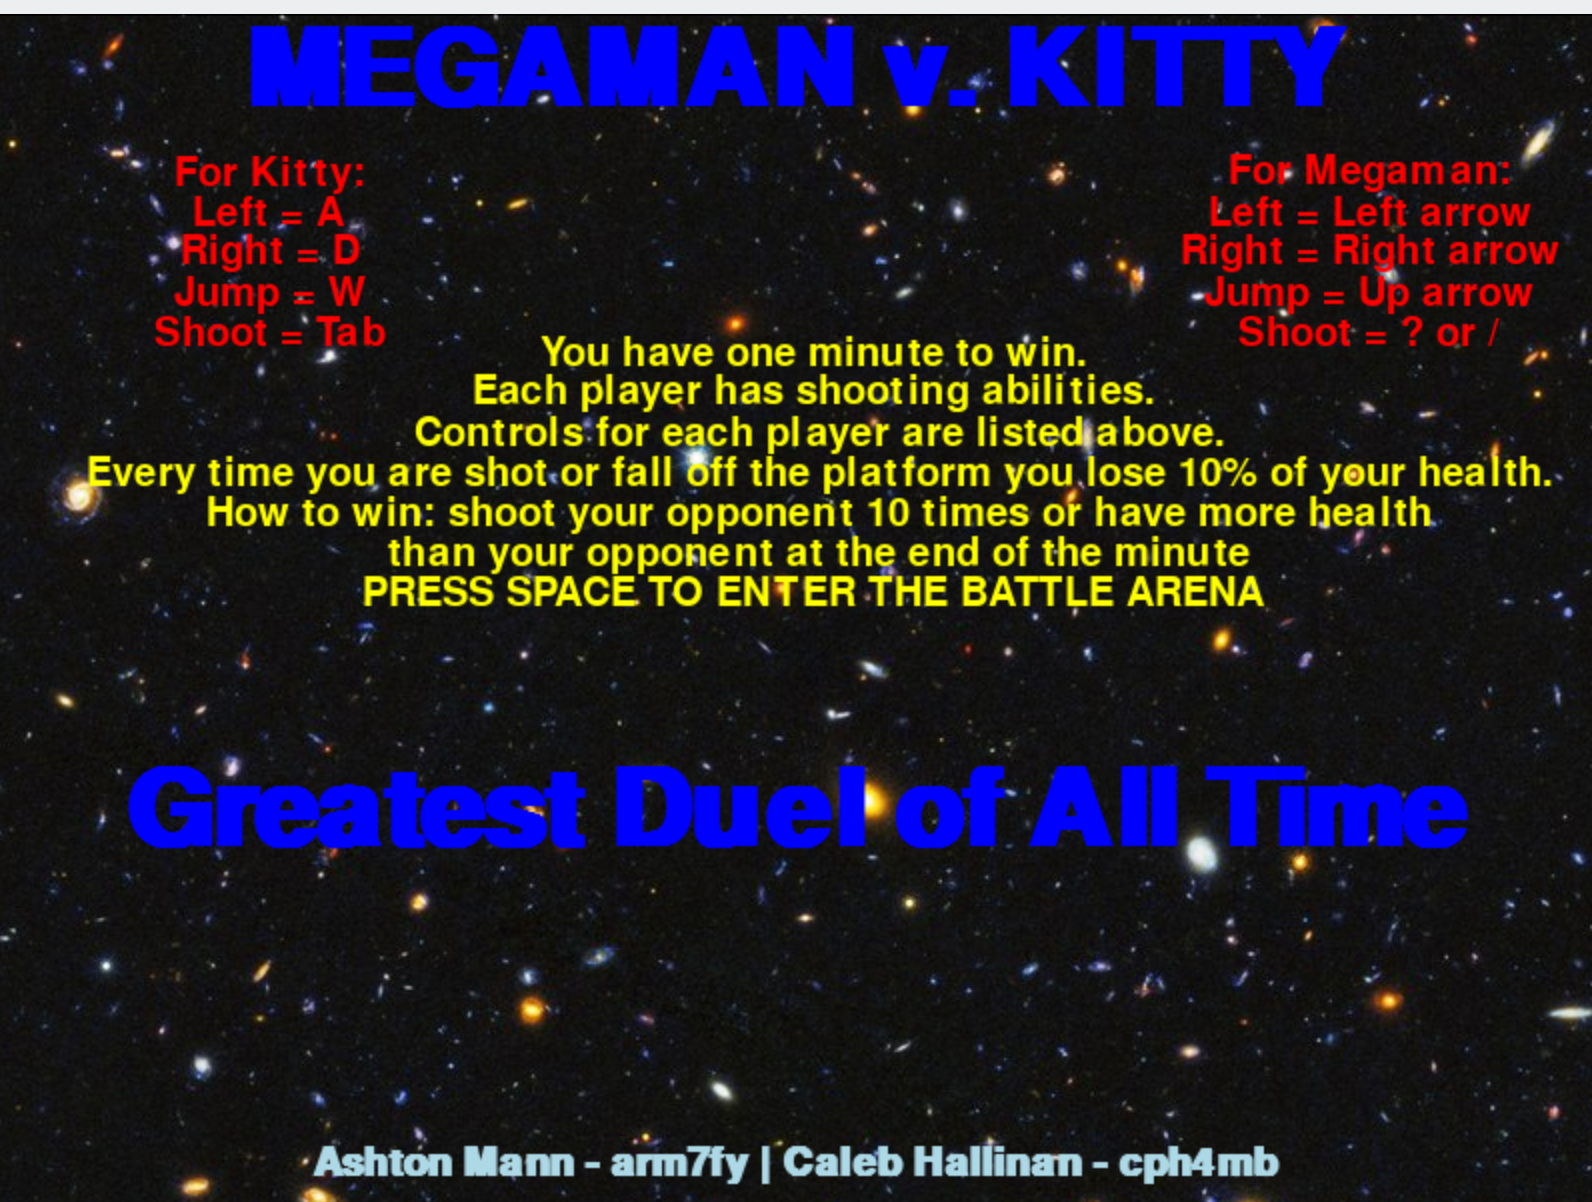 MEGAMAN v. KITTY
For Kitty:
Left = A
Right = D
Jump = W
Shoot = Tab
For Megaman:
Left = Left arrow
Right = Right arrow
Jump = Up arrow
Shoot = ? or /
You have one minute to win.
Each player has shooting abilities.
Controls for each player are listed above.
Every time you are shot or fall off the platform you lose 10% of your health.
How to win: shoot your opponent 10 times or have more health
than your opponent at the end of the minute
PRESS SPACE TO ENTER THE BATTLE ARENA
Greatest Duel of All Time
Ashton Mann - arm7fy | Caleb Hallinan - cph4mb